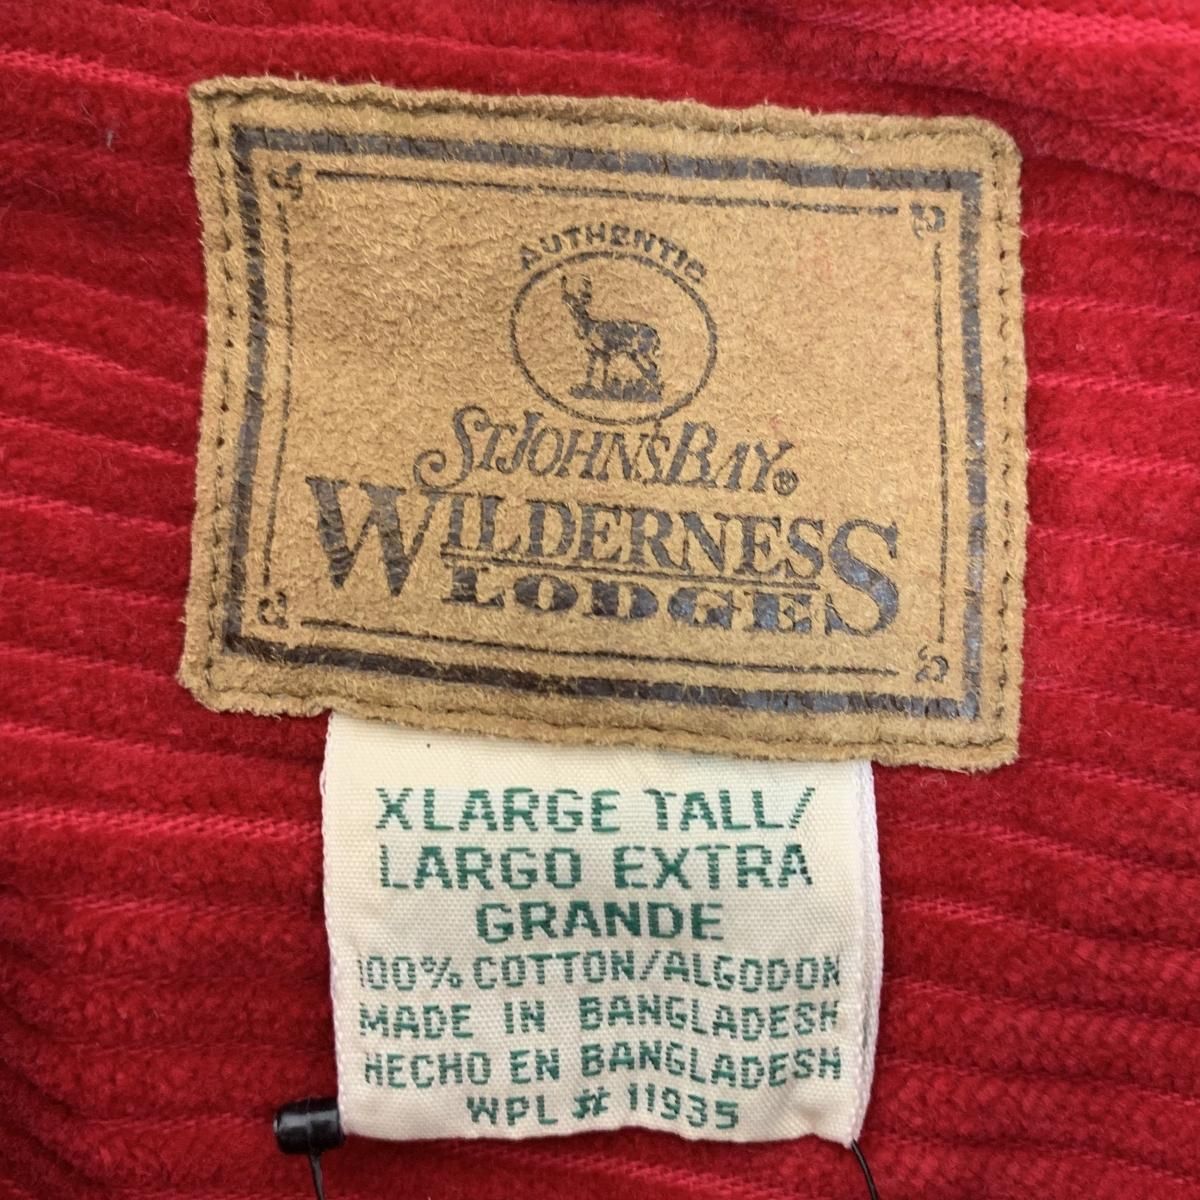 AUTHENTIC
ST JOHN'S BAY®
WILDERNESS
LODGES
XLARGE TALL/
LARGO EXTRA
GRANDE
100% COTTON/ALGODON
MADE IN BANGLADESH
HECHO EN BANGLADESH
WPL # 11935